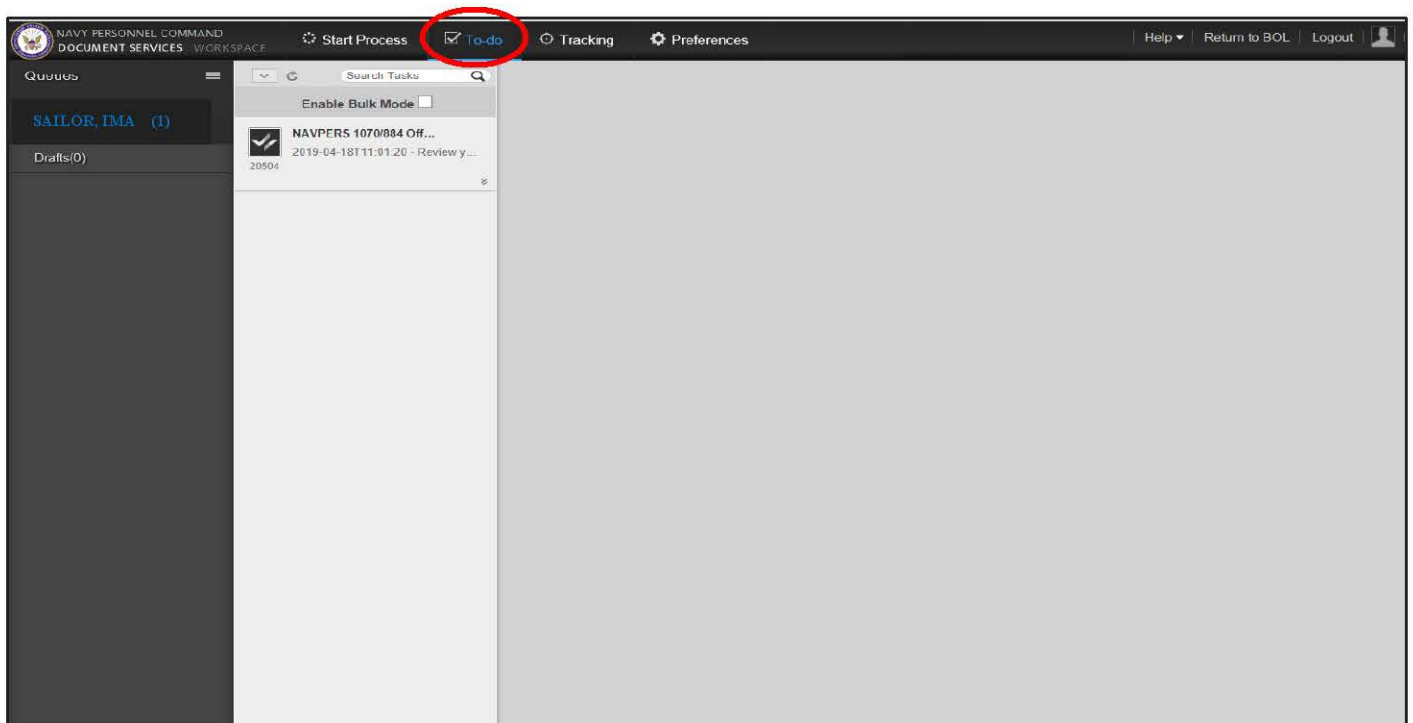 NAVY PERSONNEL COMMAND
DOCUMENT SERVICES WORKSPACE
Start Process
To-do
Tracking
Preferences
Help
Return to BOL
Logout
Queues
Search Tasks
Enable Bulk Mode
SAILOR, IMA (1)
Drafts(0)
NAVPERS 1070/884 Off...
2019-04-18T11:01:20 - Review y...
20504